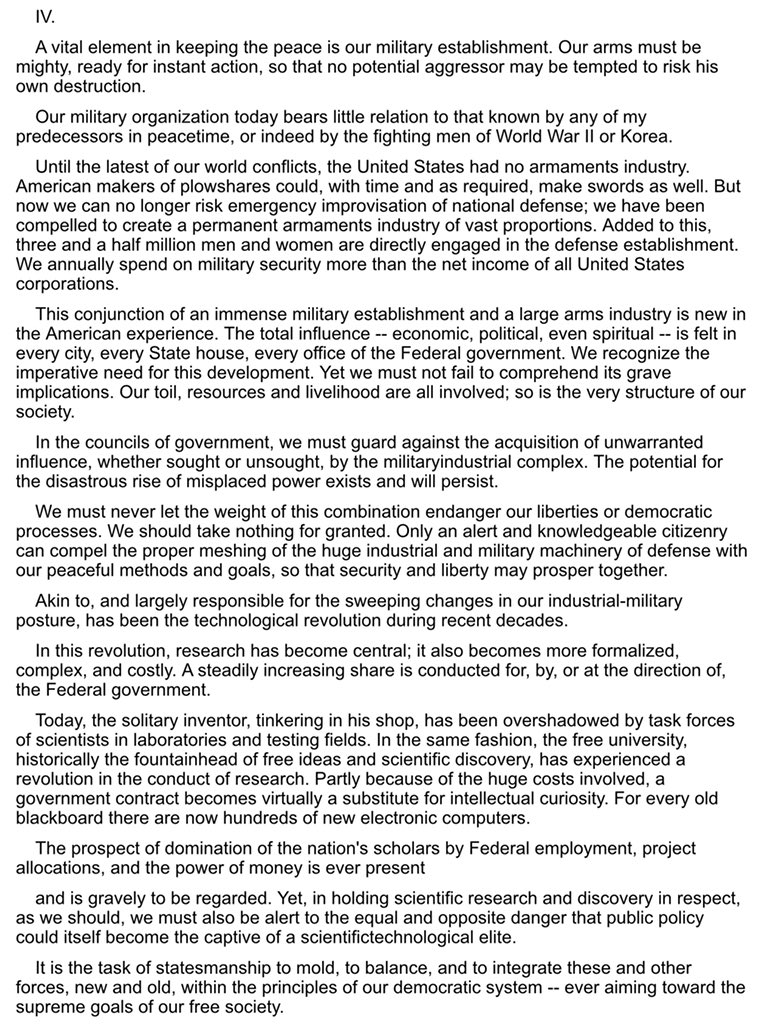 IV.
A vital element in keeping the peace is our military establishment. Our arms must be
mighty, ready for instant action, so that no potential aggressor may be tempted to risk his
own destruction.
Our military organization today bears little relation to that known by any of my
predecessors in peacetime, or indeed by the fighting men of World War II or Korea.
Until the latest of our world conflicts, the United States had no armaments industry.
American makers of plowshares could, with time and as required, make swords as well. But
now we can no longer risk emergency improvisation of national defense; we have been
compelled to create a permanent armaments industry of vast proportions. Added to this,
three and a half million men and women are directly engaged in the defense establishment.
We annually spend on military security more than the net income of all United States
corporations.
This conjunction of an immense military establishment and a large arms industry is new in
the American experience. The total influence -- economic, political, even spiritual -- is felt in
every city, every State house, every office of the Federal government. We recognize the
imperative need for this development. Yet we must not fail to comprehend its grave
implications. Our toil, resources and livelihood are all involved; so is the very structure of our
society.
In the councils of government, we must guard against the acquisition of unwarranted
influence, whether sought or unsought, by the militaryindustrial complex. The potential for
the disastrous rise of misplaced power exists and will persist.
We must never let the weight of this combination endanger our liberties or democratic
processes. We should take nothing for granted. Only an alert and knowledgeable citizenry
can compel the proper meshing of the huge industrial and military machinery of defense with
our peaceful methods and goals, so that security and liberty may prosper together.
Akin to, and largely responsible for the sweeping changes in our industrial-military
posture, has been the technological revolution during recent decades.
In this revolution, research has become central; it also becomes more formalized,
complex, and costly. A steadily increasing share is conducted for, by, or at the direction of,
the Federal government.
Today, the solitary inventor, tinkering in his shop, has been overshadowed by task forces
of scientists in laboratories and testing fields. In the same fashion, the free university,
historically the fountainhead of free ideas and scientific discovery, has experienced a
revolution in the conduct of research. Partly because of the huge costs involved, a
government contract becomes virtually a substitute for intellectual curiosity. For every old
blackboard there are now hundreds of new electronic computers.
The prospect of domination of the nation's scholars by Federal employment, project
allocations, and the power of money is ever present
and is gravely to be regarded. Yet, in holding scientific research and discovery in respect,
as we should, we must also be alert to the equal and opposite danger that public policy
could itself become the captive of a scientifictechnological elite.
It is the task of statesmanship to mold, to balance, and to integrate these and other
forces, new and old, within the principles of our democratic system -- ever aiming toward the
supreme goals of our free society.